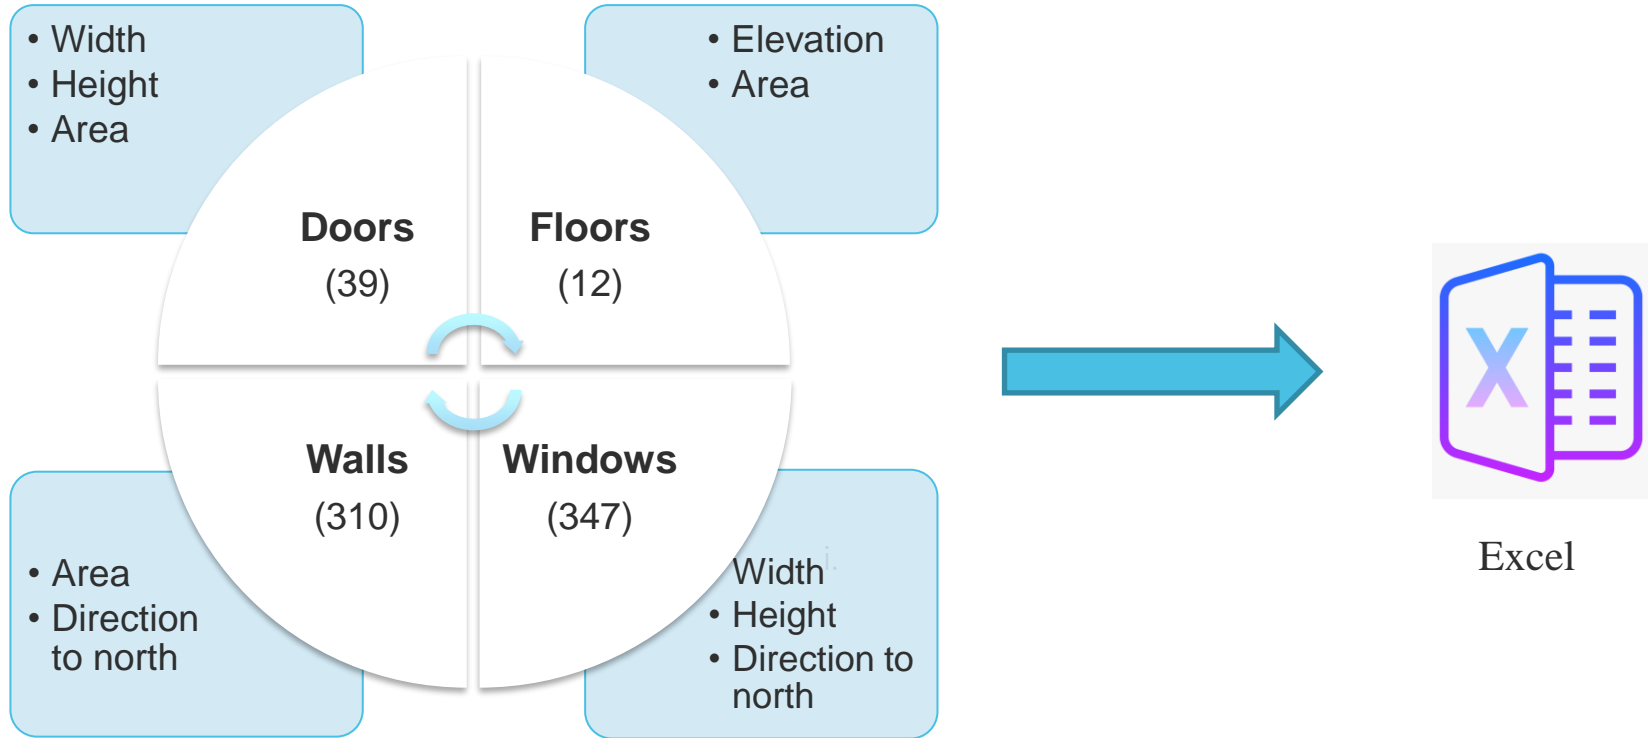 • Width
• Height
• Area
• Elevation
• Area
Doors
(39)
Floors
(12)
Walls
(310)
Windows
(347)
• Area
• Direction
to north
Width
i.
• Height
• Direction to
north
X
Excel